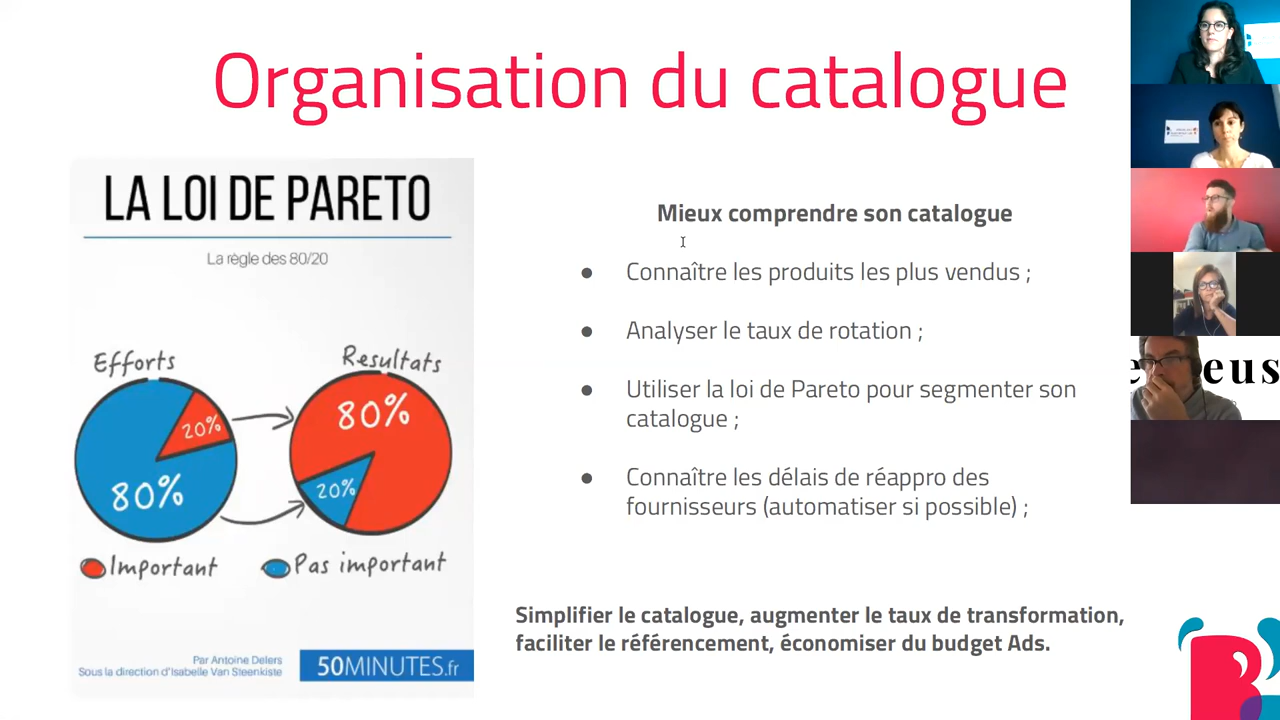 Organisation du catalogue
LA LOI DE PARETO
La règle des 80/20
Efforts
Resultats
20%
80%
80%
20%
Important
Pas important
Par Antoine Delers
Sous la direction d'Isabelle Van Steenkiste
50MINUTES.fr
Mieux comprendre son catalogue
● Connaître les produits les plus vendus ;
● Analyser le taux de rotation ;
● Utiliser la loi de Pareto pour segmenter son
catalogue ;
● Connaître les délais de réappro des
fournisseurs (automatiser si possible) ;
Simplifier le catalogue, augmenter le taux de transformation,
faciliter le référencement, économiser du budget Ads.
eus
B